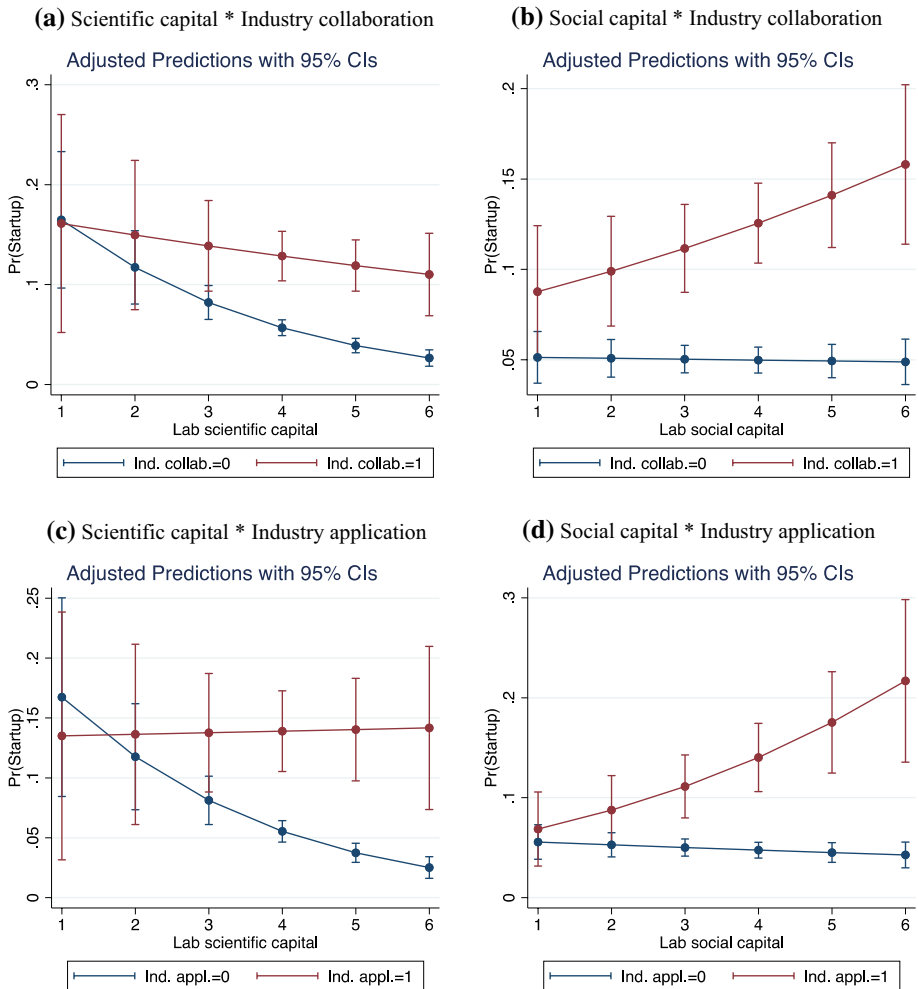 (a) Scientific capital * Industry collaboration
Adjusted Predictions with 95% CIs
Pr(Startup)
.3
.2
.1
0
1 2 3 4 5 6
Lab scientific capital
Ind. collab.=0 Ind. collab.=1
(b) Social capital * Industry collaboration
Adjusted Predictions with 95% CIs
Pr(Startup)
.2
.15
.1
.05
1 2 3 4 5 6
Lab social capital
Ind. collab.=0 Ind. collab.=1
(c) Scientific capital * Industry application
Adjusted Predictions with 95% CIs
Pr(Startup)
.25
.2
.15
.1
.05
0
1 2 3 4 5 6
Lab scientific capital
Ind. appl.=0 Ind. appl.=1
(d) Social capital * Industry application
Adjusted Predictions with 95% CIs
Pr(Startup)
.3
.2
.1
0
1 2 3 4 5 6
Lab social capital
Ind. appl.=0 Ind. appl.=1